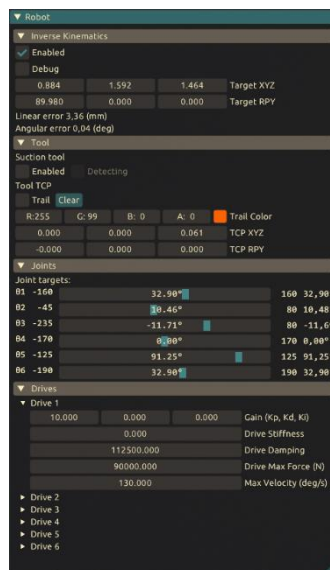 Robot
Inverse Kinematics
Enabled
Debug
0.884 1.592 1.464 Target XYZ
89.980 0.000 0.000 Target RPY
Linear error 3,36 (mm)
Angular error 0,04 (deg)
Tool
Suction tool
Enabled Detecting
Tool TCP
Trail Clear
R:255 G: 99 B: 0 A: 0 Trail Color
0.000 0.000 0.061 TCP XYZ
-0.000 0.000 0.000 TCP RPY
Joints
Joint targets:
θ1 -160 32.90° 160 32,90
θ2 -45 10.46° 80 10,48
θ3 -235 -11.71° 80 -11,6
θ4 -170 0.00° 170 0,00°
θ5 -125 91.25° 125 91,25
θ6 -190 32.90° 190 32,90
Drives
Drive 1
10.000 0.000 0.000 Gain (Kp, Kd, Ki)
0.000 Drive Stiffness
112500.000 Drive Damping
90000.000 Drive Max Force (N)
130.000 Max Velocity (deg/s)
Drive 2
Drive 3
Drive 4
Drive 5
Drive 6